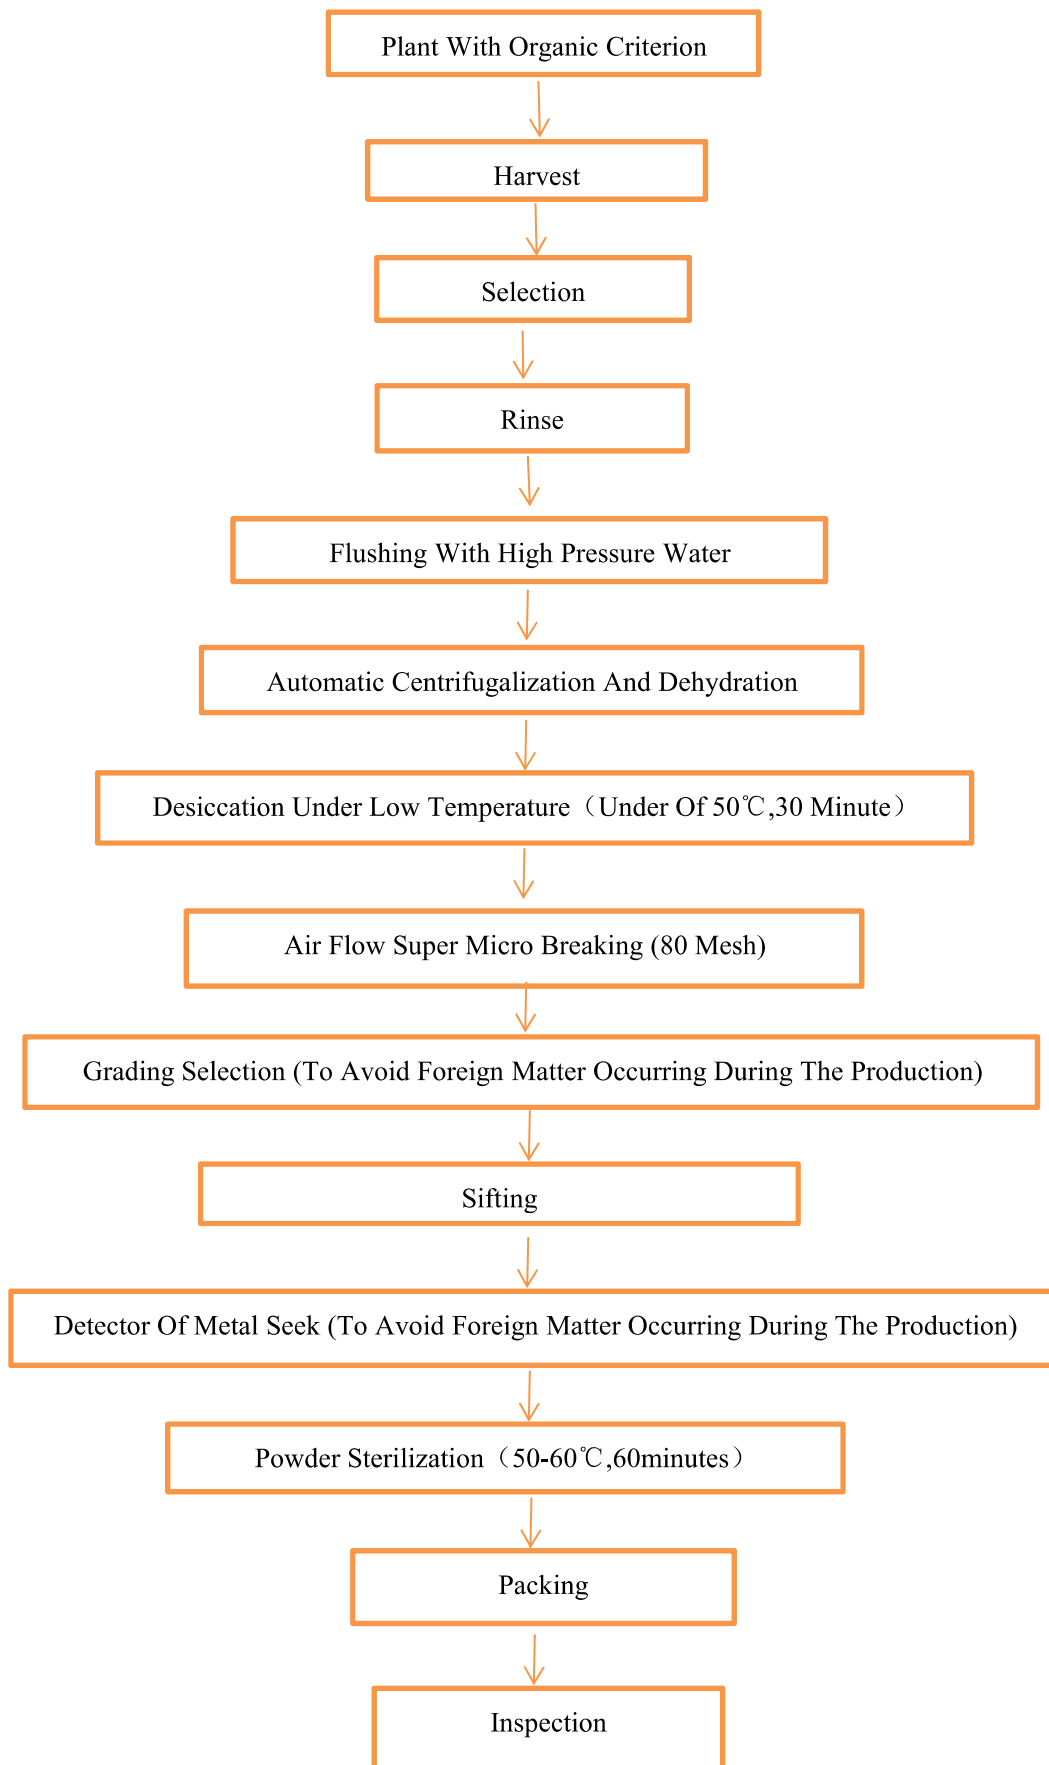 Plant With Organic Criterion
Harvest
Selection
Rinse
Flushing With High Pressure Water
Automatic Centrifugalization And Dehydration
Desiccation Under Low Temperature（Under Of 50℃,30 Minute）
Air Flow Super Micro Breaking (80 Mesh)
Grading Selection (To Avoid Foreign Matter Occurring During The Production)
Sifting
Detector Of Metal Seek (To Avoid Foreign Matter Occurring During The Production)
Powder Sterilization（50-60℃,60minutes）
Packing
Inspection